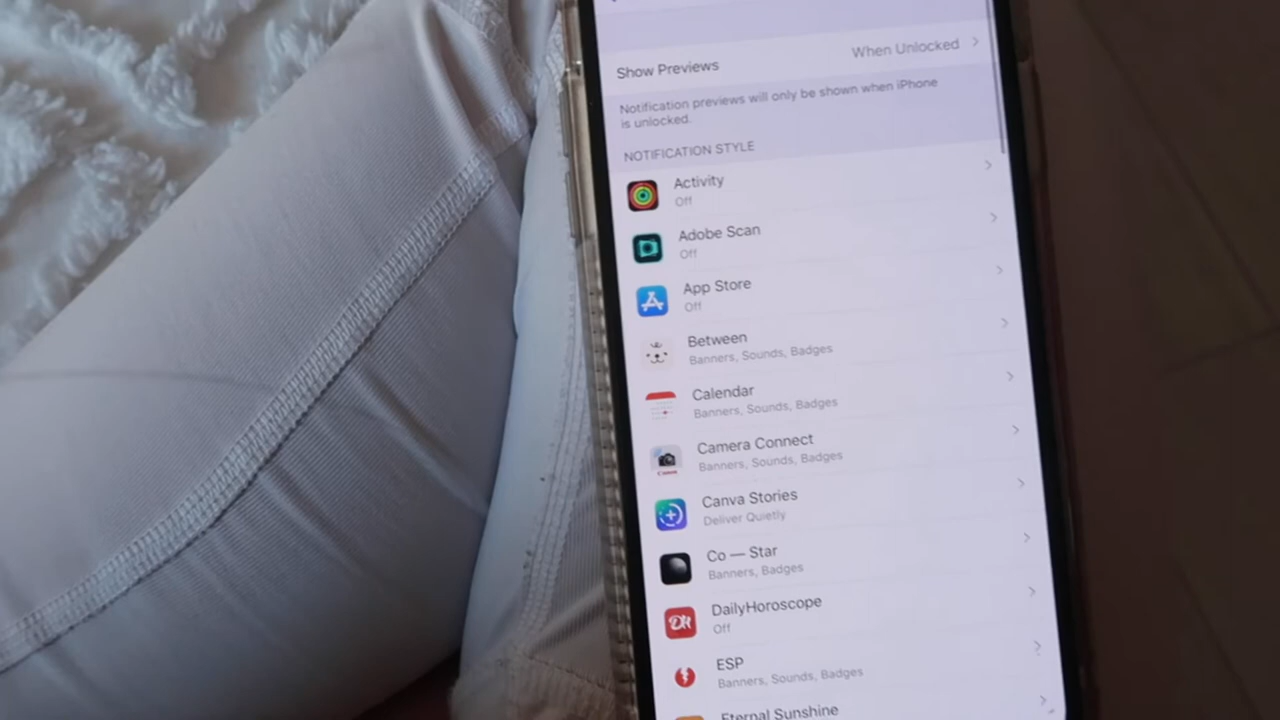 Show Previews
When Unlocked
Notification previews will only be shown when iPhone
is unlocked.
NOTIFICATION STYLE
Activity
Off
Adobe Scan
Off
App Store
Off
Between
Banners, Sounds, Badges
Calendar
Banners, Sounds, Badges
Camera Connect
Banners, Sounds, Badges
Canva Stories
Deliver Quietly
Co — Star
Banners, Badges
DailyHoroscope
Off
ESP
Banners, Sounds, Badges
Eternal Sunshine